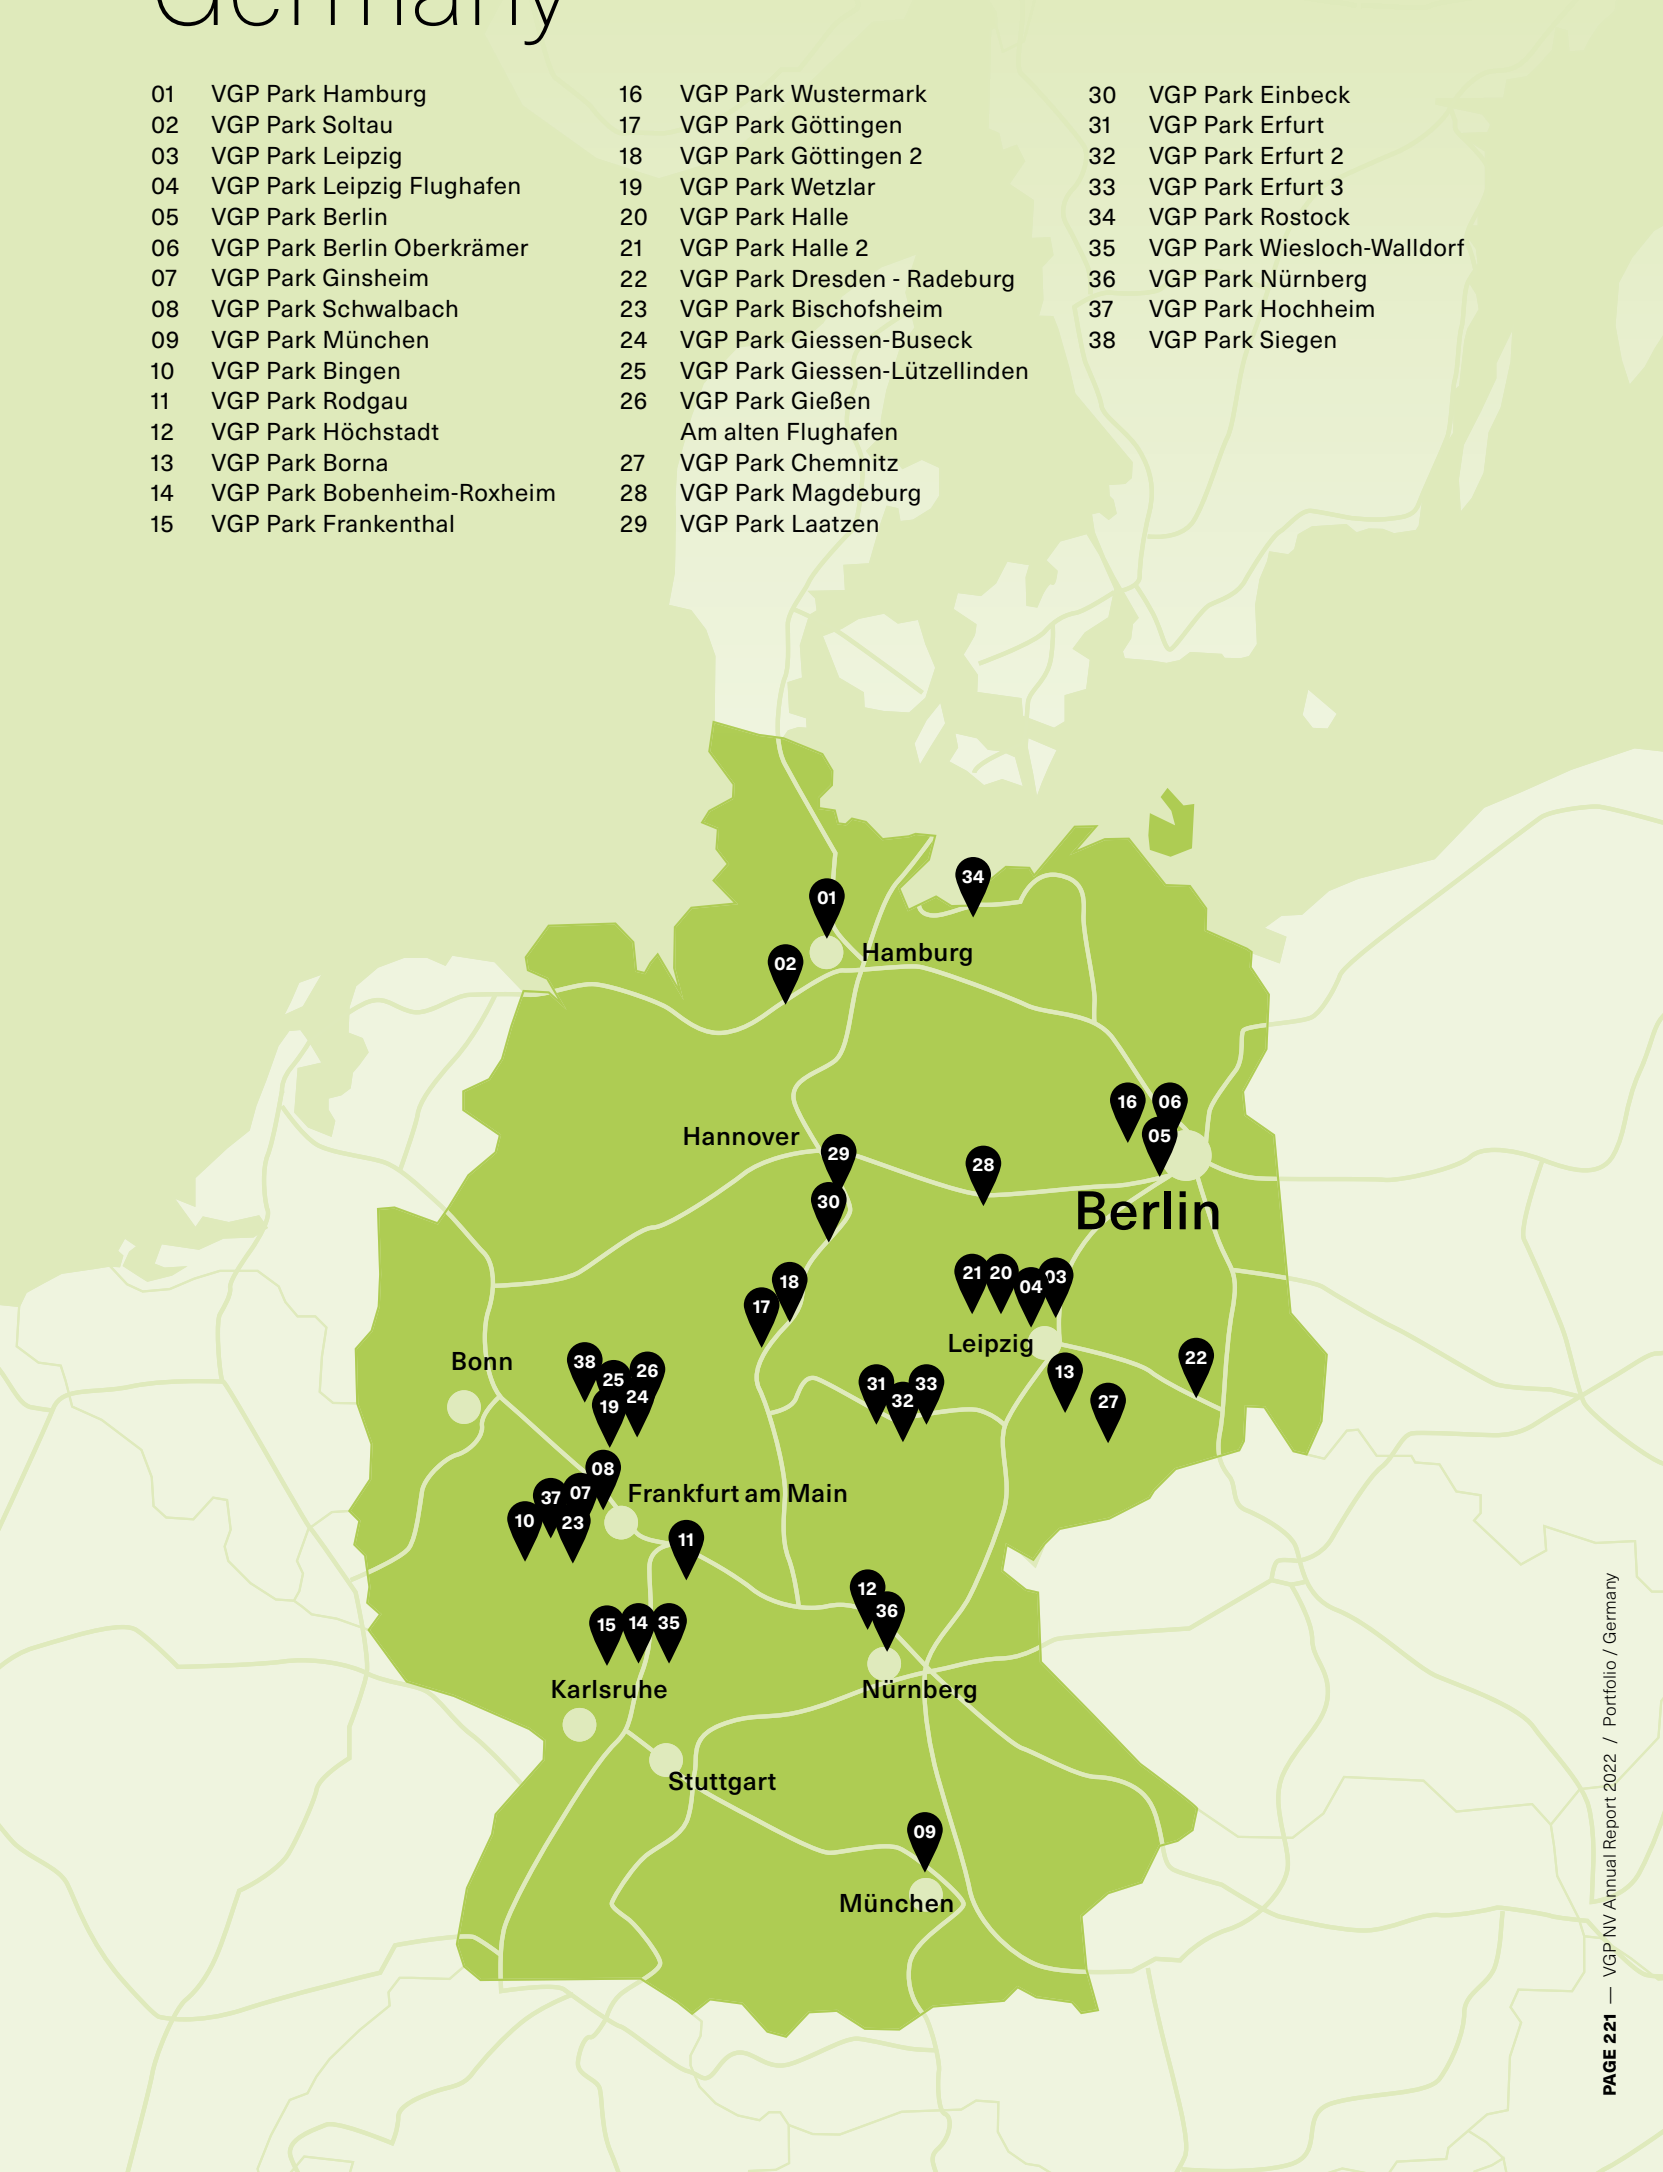 Germany
01 VGP Park Hamburg
02 VGP Park Soltau
03 VGP Park Leipzig
04 VGP Park Leipzig Flughafen
05 VGP Park Berlin
06 VGP Park Berlin Oberkrämer
07 VGP Park Ginsheim
08 VGP Park Schwalbach
09 VGP Park München
10 VGP Park Bingen
11 VGP Park Rodgau
12 VGP Park Höchstadt
13 VGP Park Borna
14 VGP Park Bobenheim-Roxheim
15 VGP Park Frankenthal
16 VGP Park Wustermark
17 VGP Park Göttingen
18 VGP Park Göttingen 2
19 VGP Park Wetzlar
20 VGP Park Halle
21 VGP Park Halle 2
22 VGP Park Dresden - Radeburg
23 VGP Park Bischofsheim
24 VGP Park Giessen-Buseck
25 VGP Park Giessen-Lützellinden
26 VGP Park Gießen
Am alten Flughafen
27 VGP Park Chemnitz
28 VGP Park Magdeburg
29 VGP Park Laatzen
30 VGP Park Einbeck
31 VGP Park Erfurt
32 VGP Park Erfurt 2
33 VGP Park Erfurt 3
34 VGP Park Rostock
35 VGP Park Wiesloch-Walldorf
36 VGP Park Nürnberg
37 VGP Park Hochheim
38 VGP Park Siegen
34
01
Hamburg
02
16
06
05
Hannover
29
28
30
Berlin
21
20
04
03
18
17
Leipzig
Bonn
38
25
26
19
24
31
32
33
13
22
27
08
37
07
Frankfurt am Main
10
23
11
12
36
15
14
35
Karlsruhe
Nürnberg
Stuttgart
09
München
PAGE 221 — VGP NV Annual Report 2022 / Portfolio / Germany